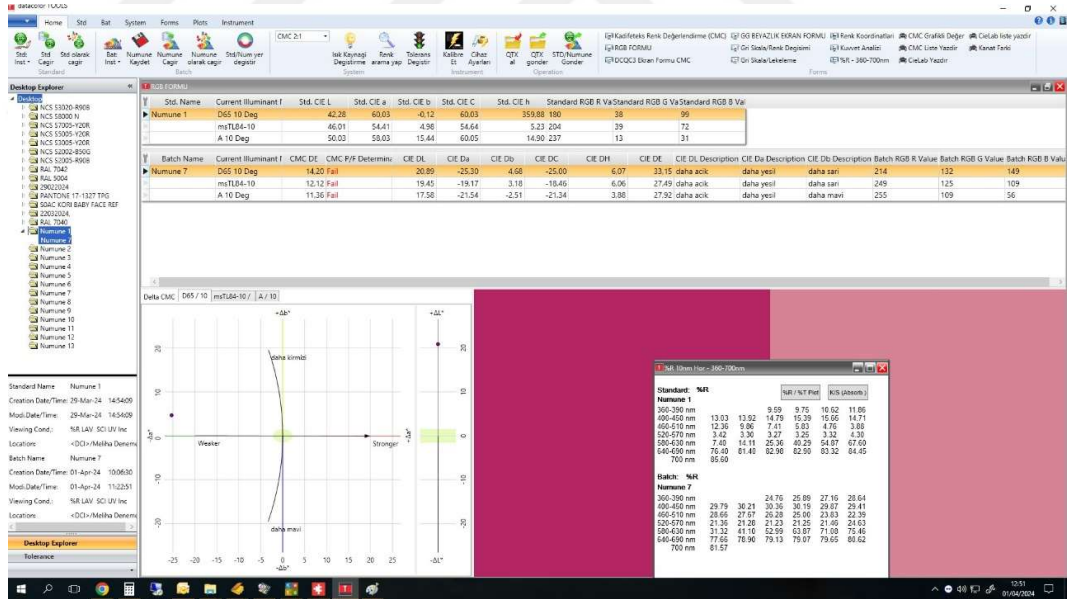 datacolor TOOLS
Home Std Bat System Forms Plots Instrument
Std: Inst - Std Cagir Std olarak cagir Bat: Inst - Numune Kaydet Numune Cagir Numune olarak cagir Std/Num yer degistir
CMC 2:1
Isik Kaynagi Degistirme Renk arama yap Tolerans Degistir Kalibre Et Cihaz Ayarları QTX al QTX gonder Cihaz Gonder
Kadifeteks Renk Değerlendirme (CMC) GG BEYAZLIK EKRAN FORMU Renk Koordinatlari CMC Grafikli Değer CieLab liste yazdir
RGB FORMU Gri Skala/Renk Degisimi Kuvvet Analizi CMC Liste Yazdir Kanat Farki
DCQC3 Ekran Formu CMC Gri Skala/Lekeleme %R - 360-700nm CieLab Yazdir
Standard Batch System Instrument Operation Forms
Desktop Explorer
Desktop
NCS S3020-R90B
NCS S8000 N
NCS S7005-Y20R
NCS S5005-Y20R
NCS S3005-Y20R
NCS S2002-B50G
NCS S2005-R90B
RAL 7042
RAL 5004
29022024
PANTONE 17-1327 TPG
SOAC KORI BABY FACE REF
22032024,
RAL 7040
Numune 1
Numune 7
Numune 2
Numune 3
Numune 4
Numune 5
Numune 6
Numune 7
Numune 8
Numune 9
Numune 10
Numune 11
Numune 12
Numune 13
RGB FORMU
Std. Name Current Illuminant Std. CIE L Std. CIE a Std. CIE b Std. CIE C Std. CIE h Standard RGB R Va Standard RGB G Va Standard RGB B Val
Numune 1 D65 10 Deg 42,28 60,03 -0,12 60,03 359,88 180 38 99
msTL84-10 46.01 54,41 4,98 54,64 5.23 204 39 72
A 10 Deg 50.03 58.03 15,44 60.05 14.90 237 13 31
Batch Name Current Illuminant CMC DE CMC P/F Determina CIE DL CIE Da CIE Db CIE DC CIE DH CIE DE CIE DL Description CIE Da Description CIE Db Description Batch RGB R Value Batch RGB G Value Batch RGB B Valu
Numune 7 D65 10 Deg 14,20 Fail 20,89 -25,30 4,68 -25,00 6,07 33,15 daha acik daha yesil daha sari 214 132 149
msTL84-10 12,12 Fail 19,45 -19,17 3,18 -18,46 6,06 27,49 daha acik daha yesil daha sari 249 125 109
A 10 Deg 11,36 Fail 17,58 -21,54 -2,51 -21,34 3,88 27,92 daha acik daha yesil daha mavi 255 109 56
Delta CMC D65 / 10 msTL84-10 / A / 10
+Δb*
daha kirmizi
20
10
0
-10
-20
-Δa*
Weaker
Stronger
+Δa*
daha mavi
-25 -20 -15 -10 -5 0 5 10 15 20 25
-Δb*
+ΔL*
20
10
0
-10
-20
-ΔL*
Standard Name Numune 1
Creation Date/Time: 29-Mar-24 14:54:09
Modi.Date/Time: 29-Mar-24 14:54:09
Viewing Cond.: %R LAV SCI UV Inc
Location: <DCI>/Meliha Denem
Batch Name Numune 7
Creation Date/Time: 01-Apr-24 10:06:30
Modi.Date/Time: 01-Apr-24 11:22:51
Viewing Cond.: %R LAV SCI UV Inc
Location: <DCI>/Meliha Denem
Desktop Explorer
Tolerance
%R 10nm Hor - 360-700nm
Standard: %R
%R / %T Plot K/S (Absorb.)
Numune 1
360-390 nm 9.59 9.75 10.62 11.86
400-450 nm 13.03 13.92 14.79 15.39 15.66 14.71
460-510 nm 12.36 9.86 7.41 5.83 4.76 3.88
520-570 nm 3.42 3.30 3.27 3.25 3.32 4.30
580-630 nm 7.40 14.11 25.36 40.29 54.87 67.60
640-690 nm 76.40 81.40 82.98 82.90 83.32 84.45
700 nm 85.60
Batch: %R
Numune 7
360-390 nm 24.76 25.89 27.16 28.64
400-450 nm 29.79 30.21 30.36 30.19 29.87 29.41
460-510 nm 28.66 27.67 26.28 25.00 23.83 22.39
520-570 nm 21.36 21.28 21.23 21.25 21.46 24.63
580-630 nm 31.32 41.10 52.99 63.87 71.08 75.46
640-690 nm 77.66 78.90 79.13 79.07 79.65 80.62
700 nm 81.57
12:51
01/04/2024